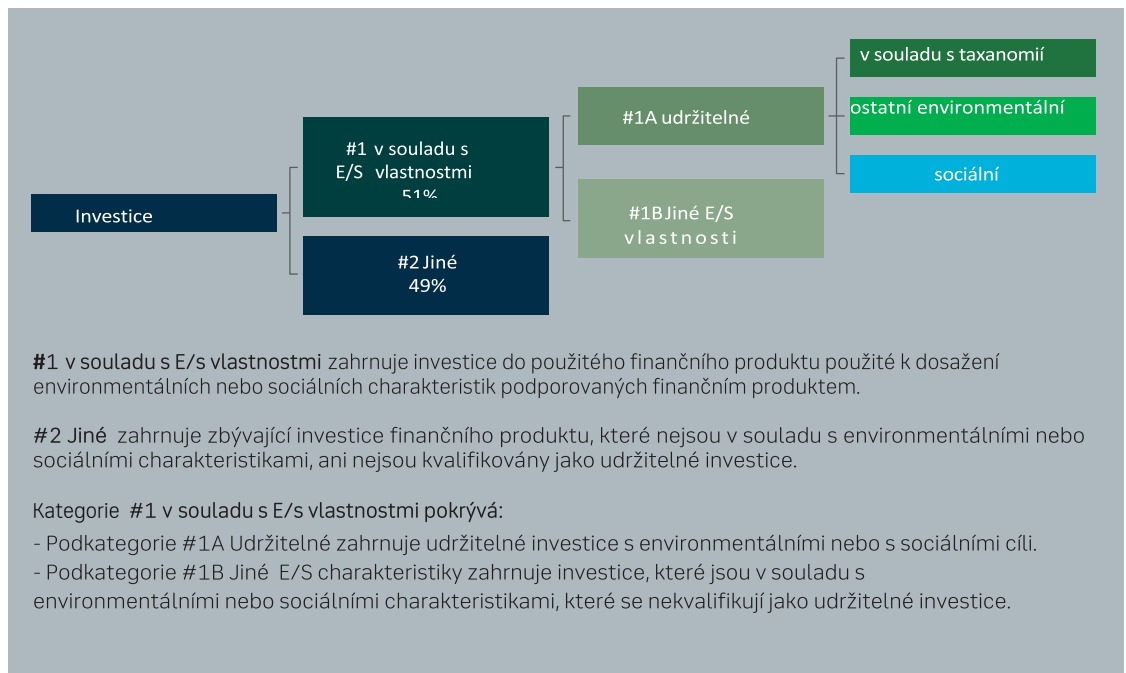 Investice
#1 v souladu s
E/S vlastnostmi
51%
#2 Jiné
49%
#1A udržitelné
#1B Jiné E/S
vlastnosti
v souladu s taxanomií
ostatní environmentální
sociální
#1 v souladu s E/s vlastnostmi zahrnuje investice do použitého finančního produktu použité k dosažení
environmentálních nebo sociálních charakteristik podporovaných finančním produktem.
#2 Jiné zahrnuje zbývající investice finančního produktu, které nejsou v souladu s environmentálními nebo
sociálními charakteristikami, ani nejsou kvalifikovány jako udržitelné investice.
Kategorie #1 v souladu s E/s vlastnostmi pokrývá:
- Podkategorie #1A Udržitelné zahrnuje udržitelné investice s environmentálními nebo s sociálními cíli.
- Podkategorie #1B Jiné E/S charakteristiky zahrnuje investice, které jsou v souladu s
environmentálními nebo sociálními charakteristikami, které se nekvalifikují jako udržitelné investice.